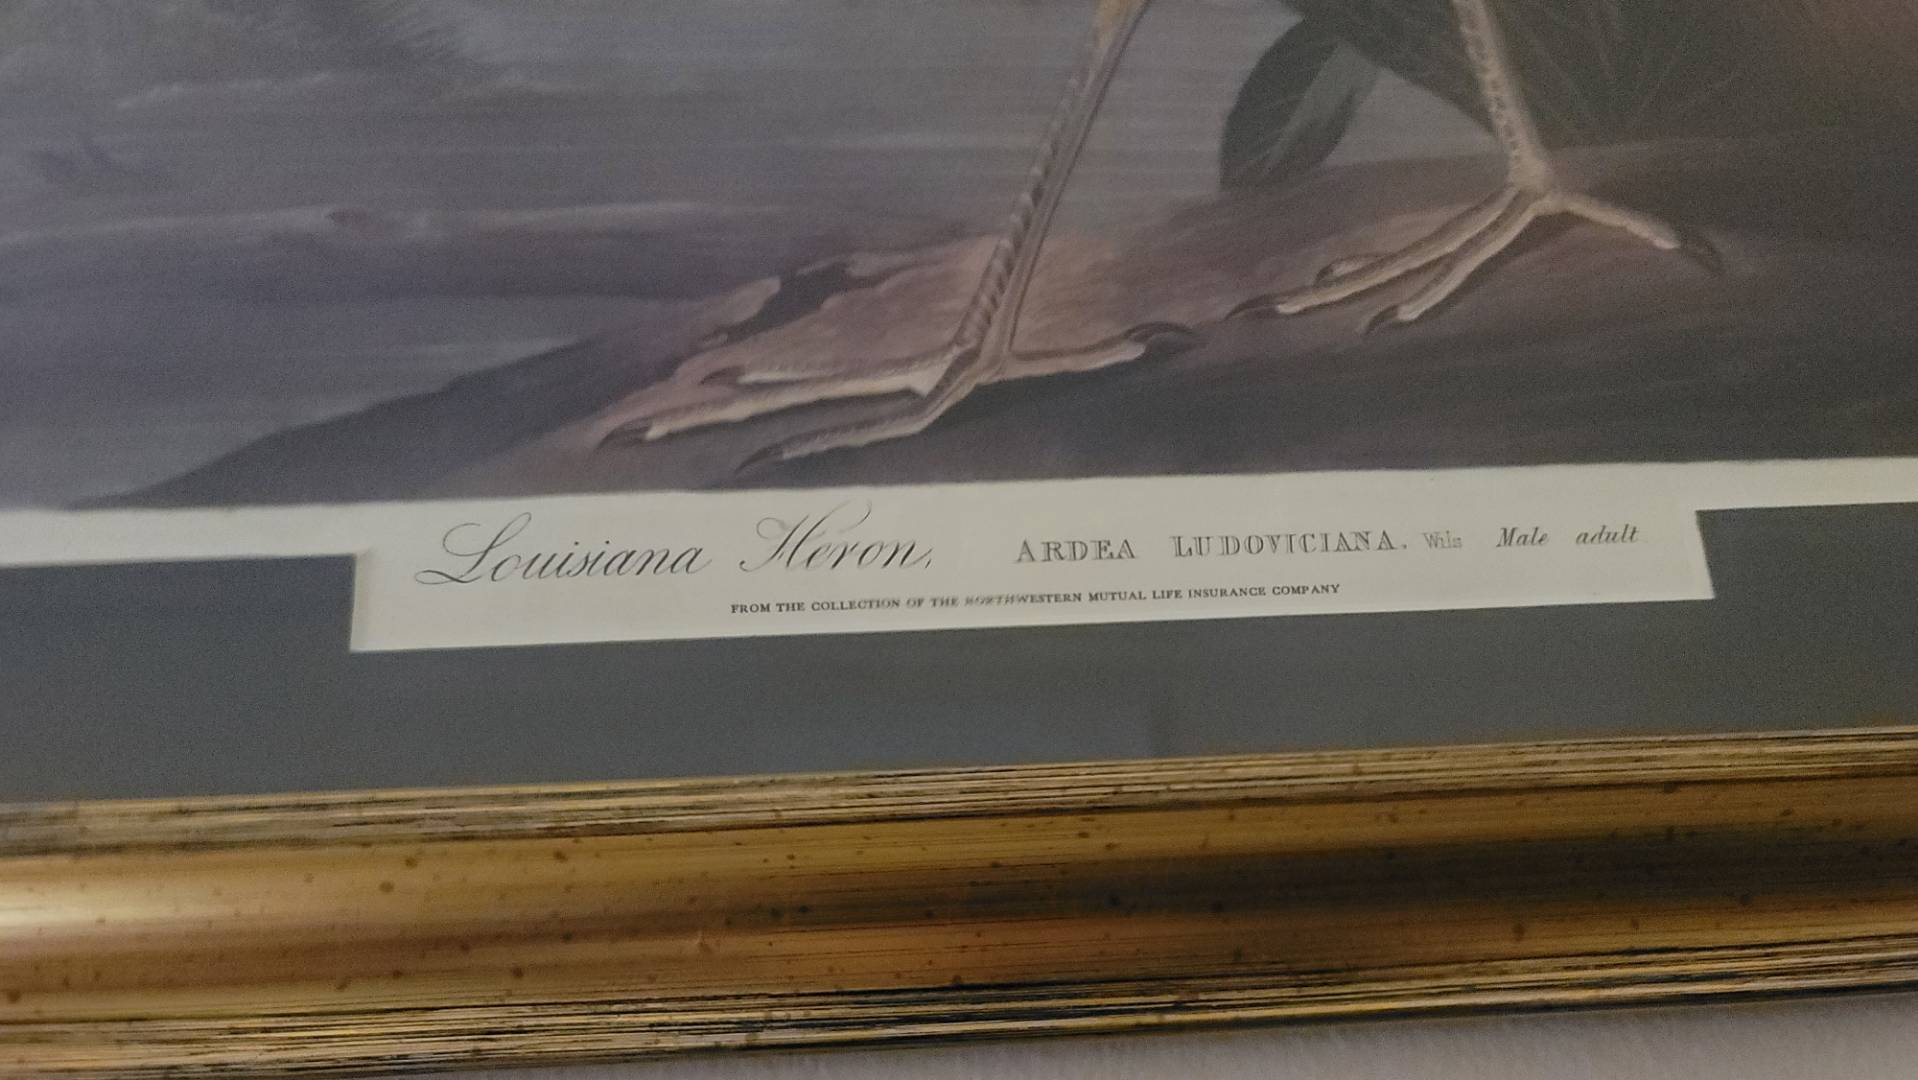 Louisiana Heron, ARDEA LUDOVICIANA. Wils Male adult
FROM THE COLLECTION OF THE NORTHWESTERN MUTUAL LIFE INSURANCE COMPANY